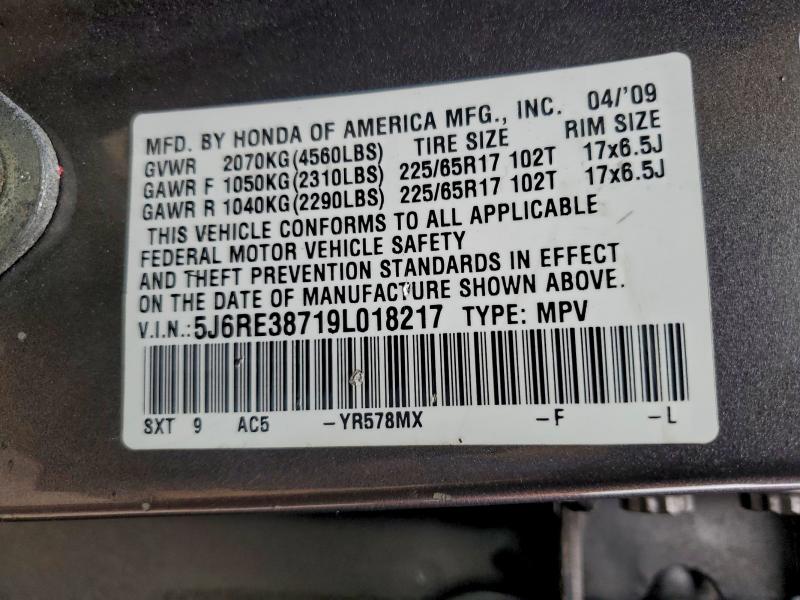 MFD. BY HONDA OF AMERICA MFG., INC. 04/'09
GVWR 2070KG(4560LBS) TIRE SIZE RIM SIZE
GAWR F 1050KG(2310LBS) 225/65R17 102T 17x6.5J
GAWR R 1040KG(2290LBS) 225/65R17 102T 17x6.5J
THIS VEHICLE CONFORMS TO ALL APPLICABLE
FEDERAL MOTOR VEHICLE SAFETY
AND THEFT PREVENTION STANDARDS IN EFFECT
ON THE DATE OF MANUFACTURE SHOWN ABOVE.
V.I.N.:5J6RE38719L018217 TYPE: MPV
SXT 9 AC5 -YR578MX -F -L